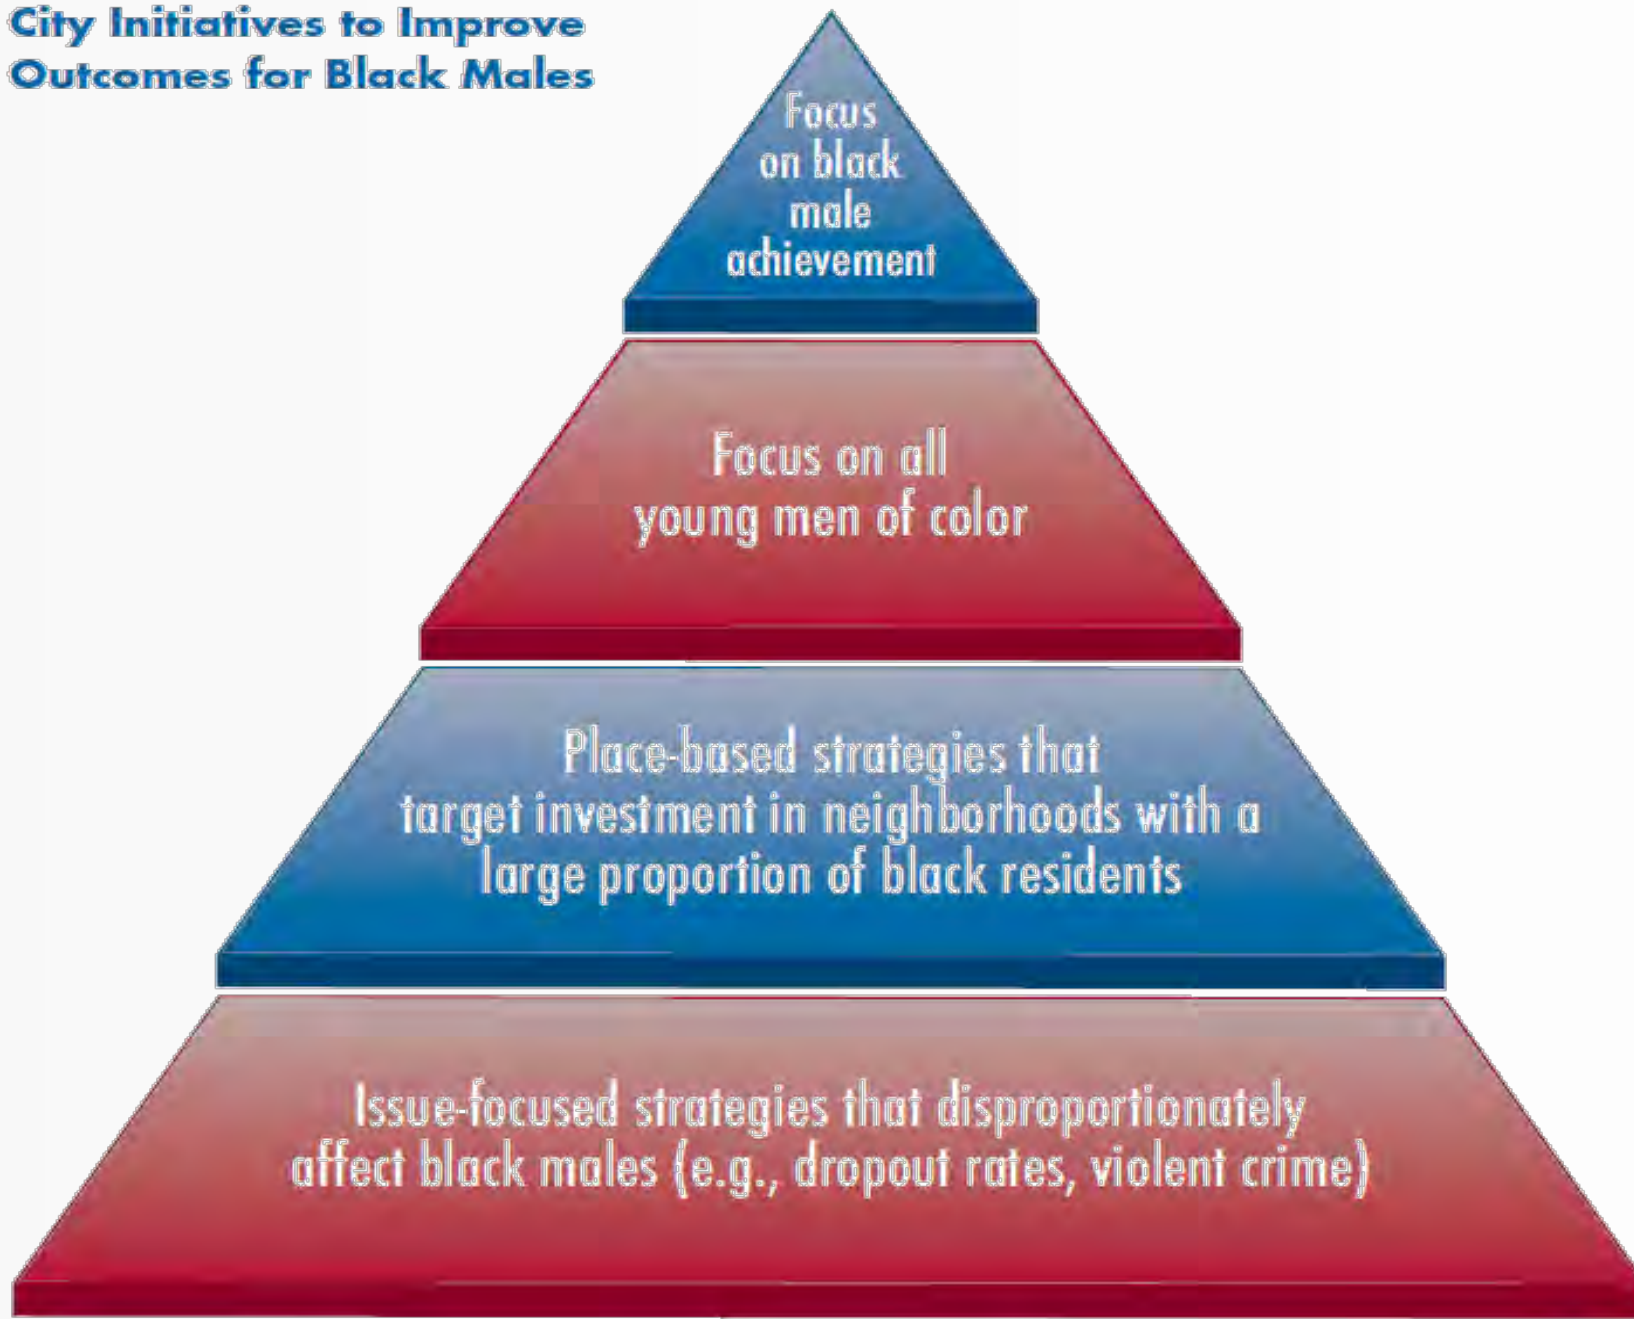 City Initiatives to Improve
Outcomes for Black Males
Focus
on black
male
achievement
Focus on all
young men of color
Place-based strategies that
target investment in neighborhoods with a
large proportion of black residents
Issue-focused strategies that disproportionately
affect black males (e.g., dropout rates, violent crime)